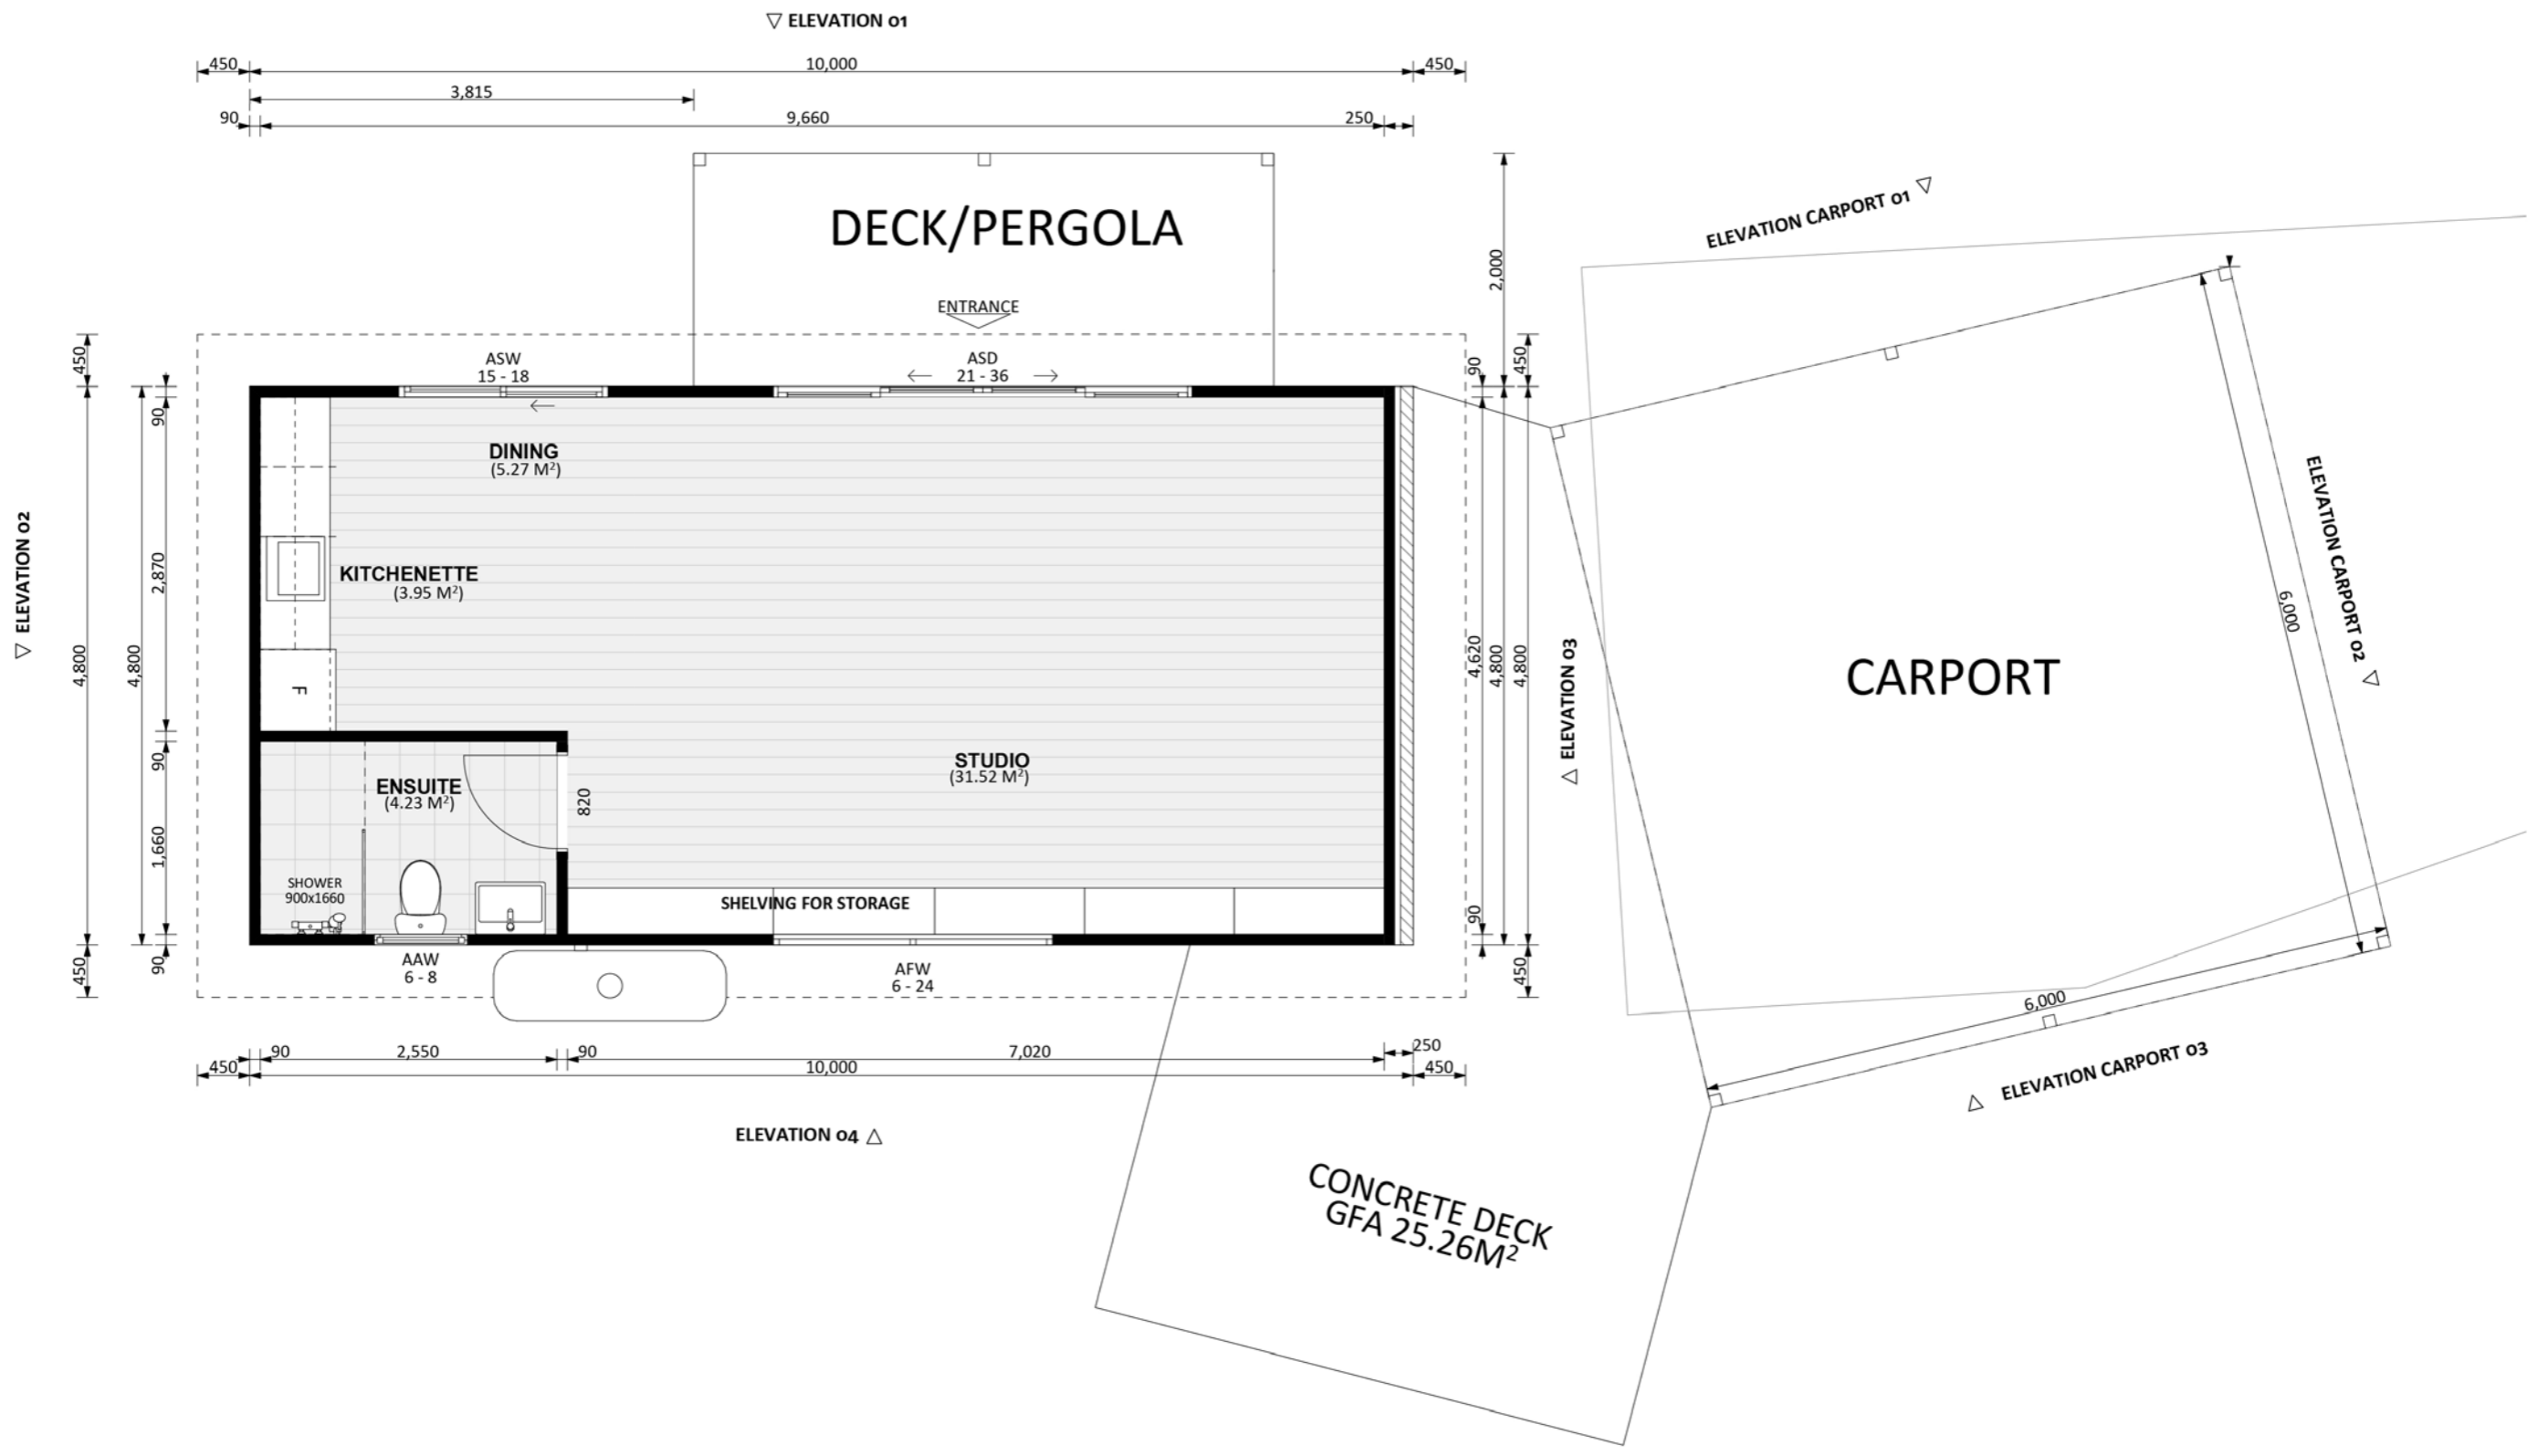 ▽ ELEVATION 01
450
10,000
450
3,815
90
9,660
250
DECK/PERGOLA
2,000
ELEVATION CARPORT 01 ▽
ENTRANCE
450
90
450
ASW
15 - 18
ASD
21 - 36
90
DINING
(5.27 M²)
▽ ELEVATION 02
4,800
4,800
2,870
KITCHENETTE
(3.95 M²)
F
4,620
4,800
4,800
△ ELEVATION 03
CARPORT
6,000
ELEVATION CARPORT 02 ▽
90
ENSUITE
(4.23 M²)
820
STUDIO
(31.52 M²)
1,660
SHOWER
900x1660
SHELVING FOR STORAGE
90
450
90
450
AAW
6 - 8
AFW
6 - 24
6,000
△ ELEVATION CARPORT 03
90
2,550
90
7,020
250
450
10,000
450
ELEVATION 04 △
CONCRETE DECK
GFA 25.26M²